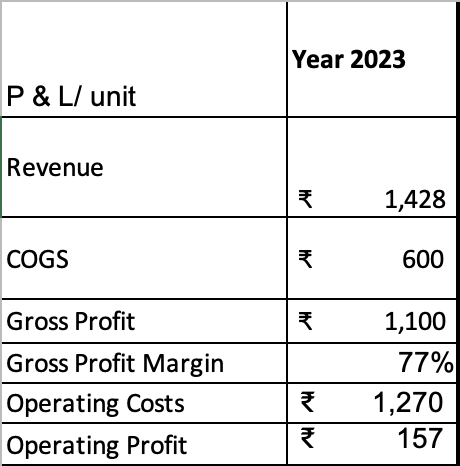 Year 2023
P & L/ unit
Revenue
₹ 1,428
COGS ₹ 600
Gross Profit ₹ 1,100
Gross Profit Margin 77%
Operating Costs ₹ 1,270
Operating Profit ₹ 157